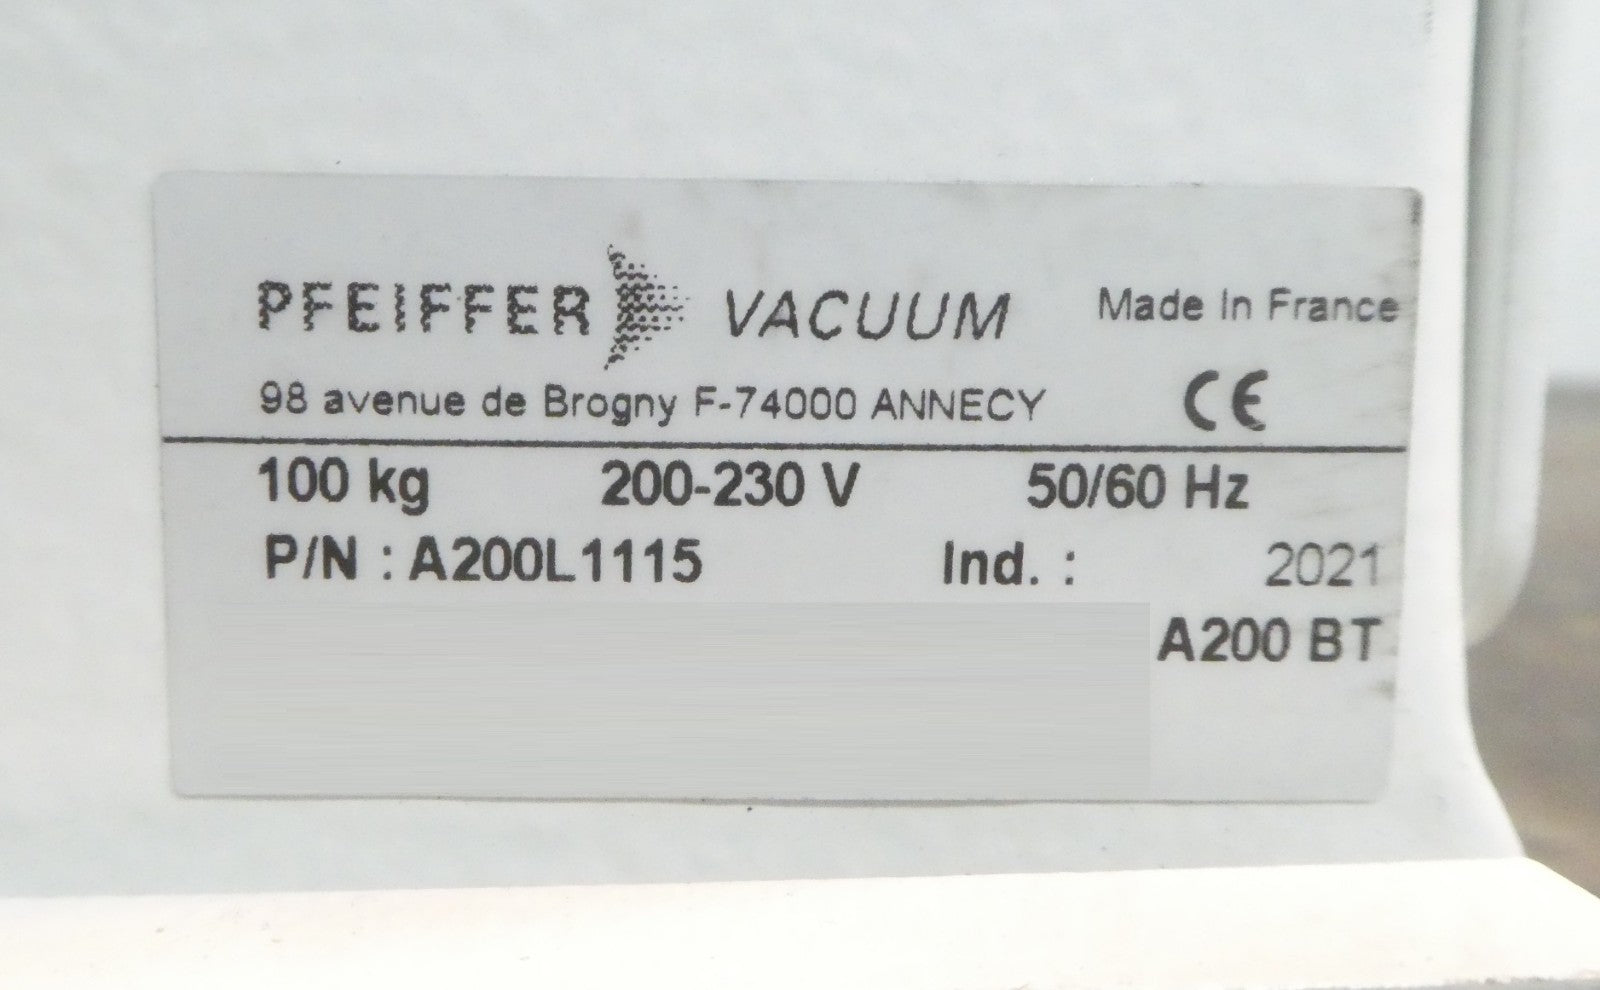 PFEIFFER VACUUM Made In France
98 avenue de Brogny F-74000 ANNECY CE
100 kg 200-230 V 50/60 Hz
P/N : A200L1115 Ind. : 2021
A200 BT